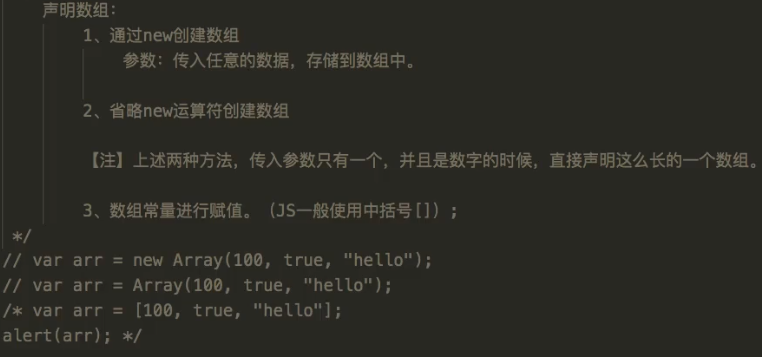 声明数组：
1、通过new创建数组
参数：传入任意的数据，存储到数组中。
2、省略new运算符创建数组
【注】上述两种方法，传入参数只有一个，并且是数字的时候，直接声明这么长的一个数组。
3、数组常量进行赋值。（JS一般使用中括号[]）;
*/
// var arr = new Array(100, true, "hello");
// var arr = Array(100, true, "hello");
/* var arr = [100, true, "hello"];
alert(arr); */